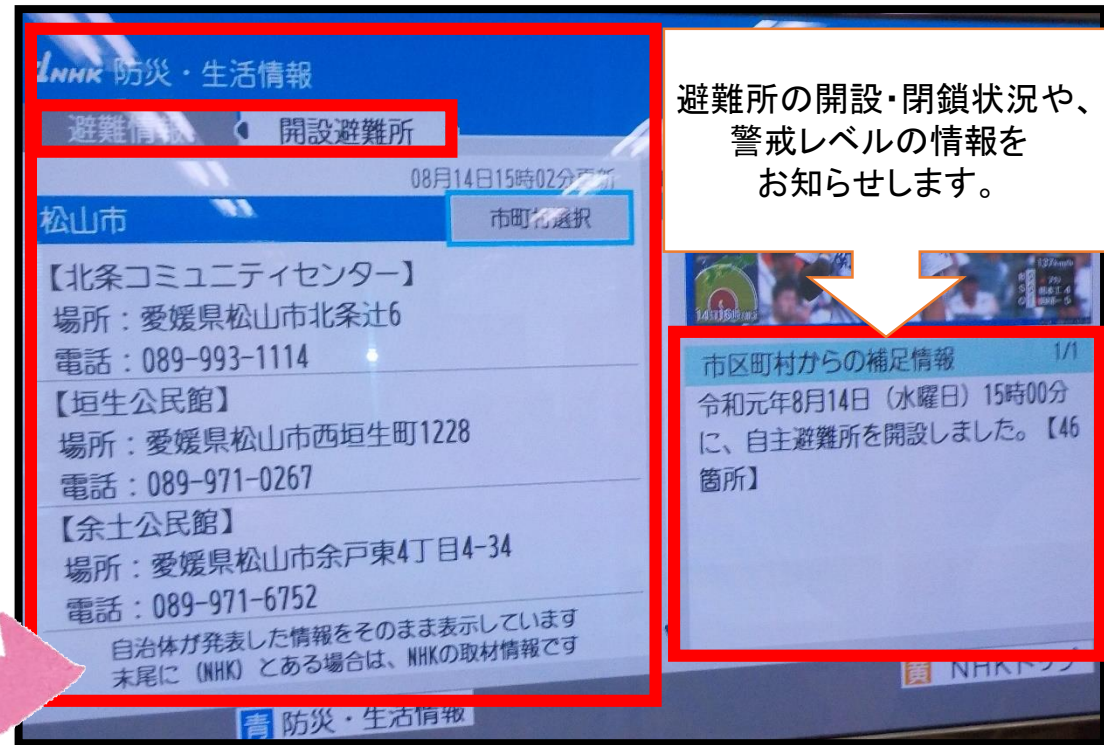 dNHK 防災・生活情報
避難情報
開設避難所
08月14日15時02分更新
松山市
市町村選択
【北条コミュニティセンター】
場所：愛媛県松山市北条辻6
電話：089-993-1114
【垣生公民館】
場所：愛媛県松山市西垣生町1228
電話：089-971-0267
【余土公民館】
場所：愛媛県松山市余戸東4丁目4-34
電話：089-971-6752
自治体が発表した情報をそのまま表示しています
末尾に（NHK）とある場合は、NHKの取材情報です
青 防災・生活情報
避難所の開設・閉鎖状況や、
警戒レベルの情報を
お知らせします。
137km/h
市区町村からの補足情報 1/1
令和元年8月14日（水曜日）15時00分
に、自主避難所を開設しました。【46
箇所】
黄 NHKトップ